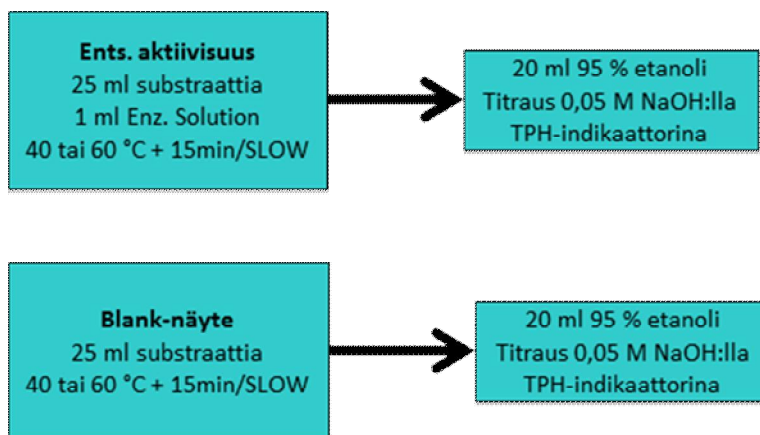 Ents. aktiivisuus
25 ml substraattia
1 ml Enz. Solution
40 tai 60 °C + 15min/SLOW
20 ml 95 % etanoli
Titraus 0,05 M NaOH:lla
TPH-indikaattorina
Blank-näyte
25 ml substraattia
40 tai 60 °C + 15min/SLOW
20 ml 95 % etanoli
Titraus 0,05 M NaOH:lla
TPH-indikaattorina